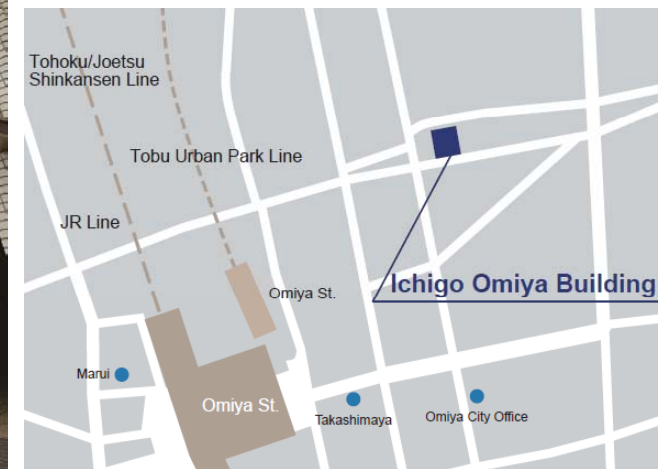 Tohoku/Joetsu
Shinkansen Line
Tobu Urban Park Line
JR Line
Ichigo Omiya Building
Omiya St.
Marui
Omiya St.
Takashimaya
Omiya City Office